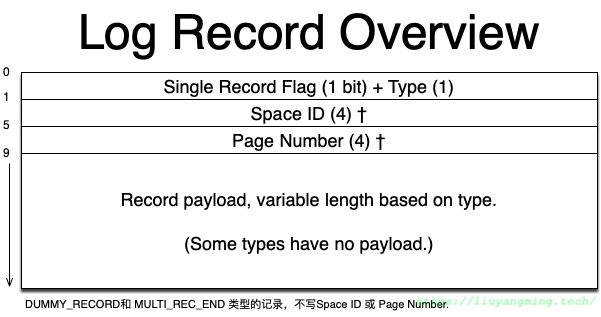 Log Record Overview
0
Single Record Flag (1 bit) + Type (1)
1
Space ID (4) †
5
Page Number (4) †
9
Record payload, variable length based on type.
(Some types have no payload.)
DUMMY_RECORD和 MULTI_REC_END 类型的记录，不写Space ID 或 Page Number.
https://liuyangming.tech/